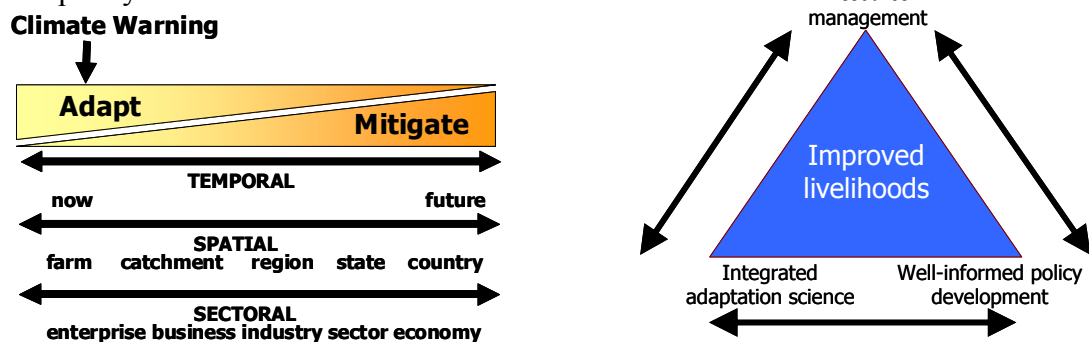 Climate Warning
Adapt
Mitigate
TEMPORAL
now future
SPATIAL
farm catchment region state country
SECTORAL
enterprise business industry sector economy
management
Improved
livelihoods
Integrated
adaptation science
Well-informed policy
development